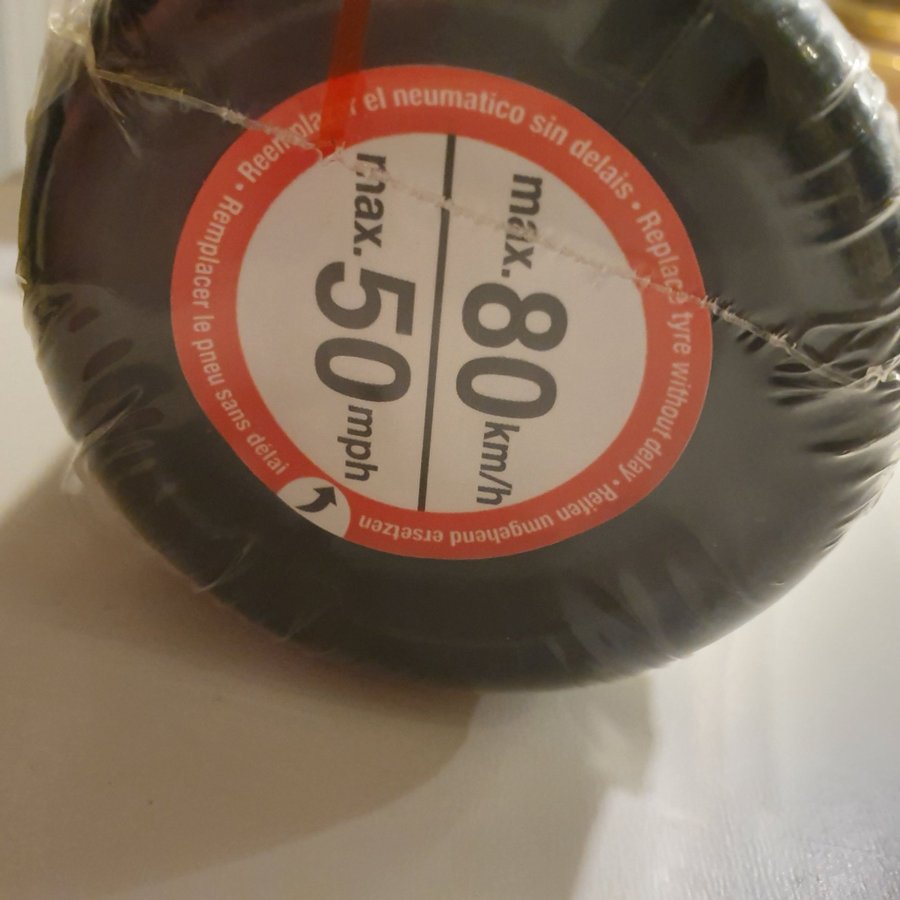 max. 80 km/h
max. 50 mph
el neumatico sin delais • Replace tyre without delay • Reifen umgehend ersetzen
Remplacer le pneu sans délai •